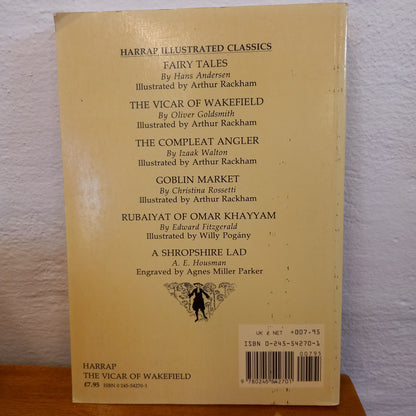 HARRAP ILLUSTRATED CLASSICS
FAIRY TALES
By Hans Andersen
Illustrated by Arthur Rackham
THE VICAR OF WAKEFIELD
By Oliver Goldsmith
Illustrated by Arthur Rackham
THE COMPLEAT ANGLER
By Izaak Walton
Illustrated by Arthur Rackham
GOBLIN MARKET
By Christina Rossetti
Illustrated by Arthur Rackham
RUBAIYAT OF OMAR KHAYYAM
By Edward Fitzgerald
Illustrated by Willy Pogány
A SHROPSHIRE LAD
A. E. Housman
Engraved by Agnes Miller Parker
UK £ NET +007.95
ISBN 0-245-54270-1
00795
9 780245 542701
HARRAP
THE VICAR OF WAKEFIELD
£7.95 ISBN 0 245-54270-1